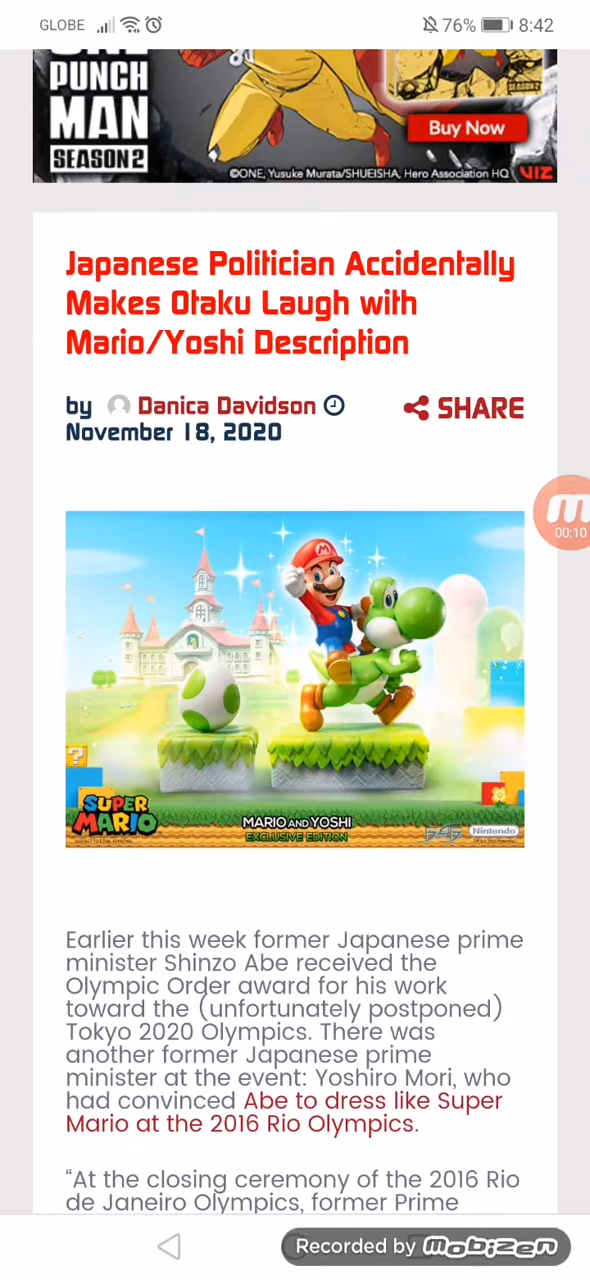 GLOBE 76% 8:42
PUNCH
MAN
SEASON 2
Buy Now
©ONE, Yusuke Murata/SHUEISHA, Hero Association HQ VIZ
Japanese Politician Accidentally
Makes Otaku Laugh with
Mario/Yoshi Description
by Danica Davidson SHARE
November 18, 2020
00:10
?
SUPER
MARIO
MARIO AND YOSHI
EXCLUSIVE EDITION
F4F Nintendo
Earlier this week former Japanese prime
minister Shinzo Abe received the
Olympic Order award for his work
toward the (unfortunately postponed)
Tokyo 2020 Olympics. There was
another former Japanese prime
minister at the event: Yoshiro Mori, who
had convinced Abe to dress like Super
Mario at the 2016 Rio Olympics.
“At the closing ceremony of the 2016 Rio
de Janeiro Olympics, former Prime
Recorded by mobizen